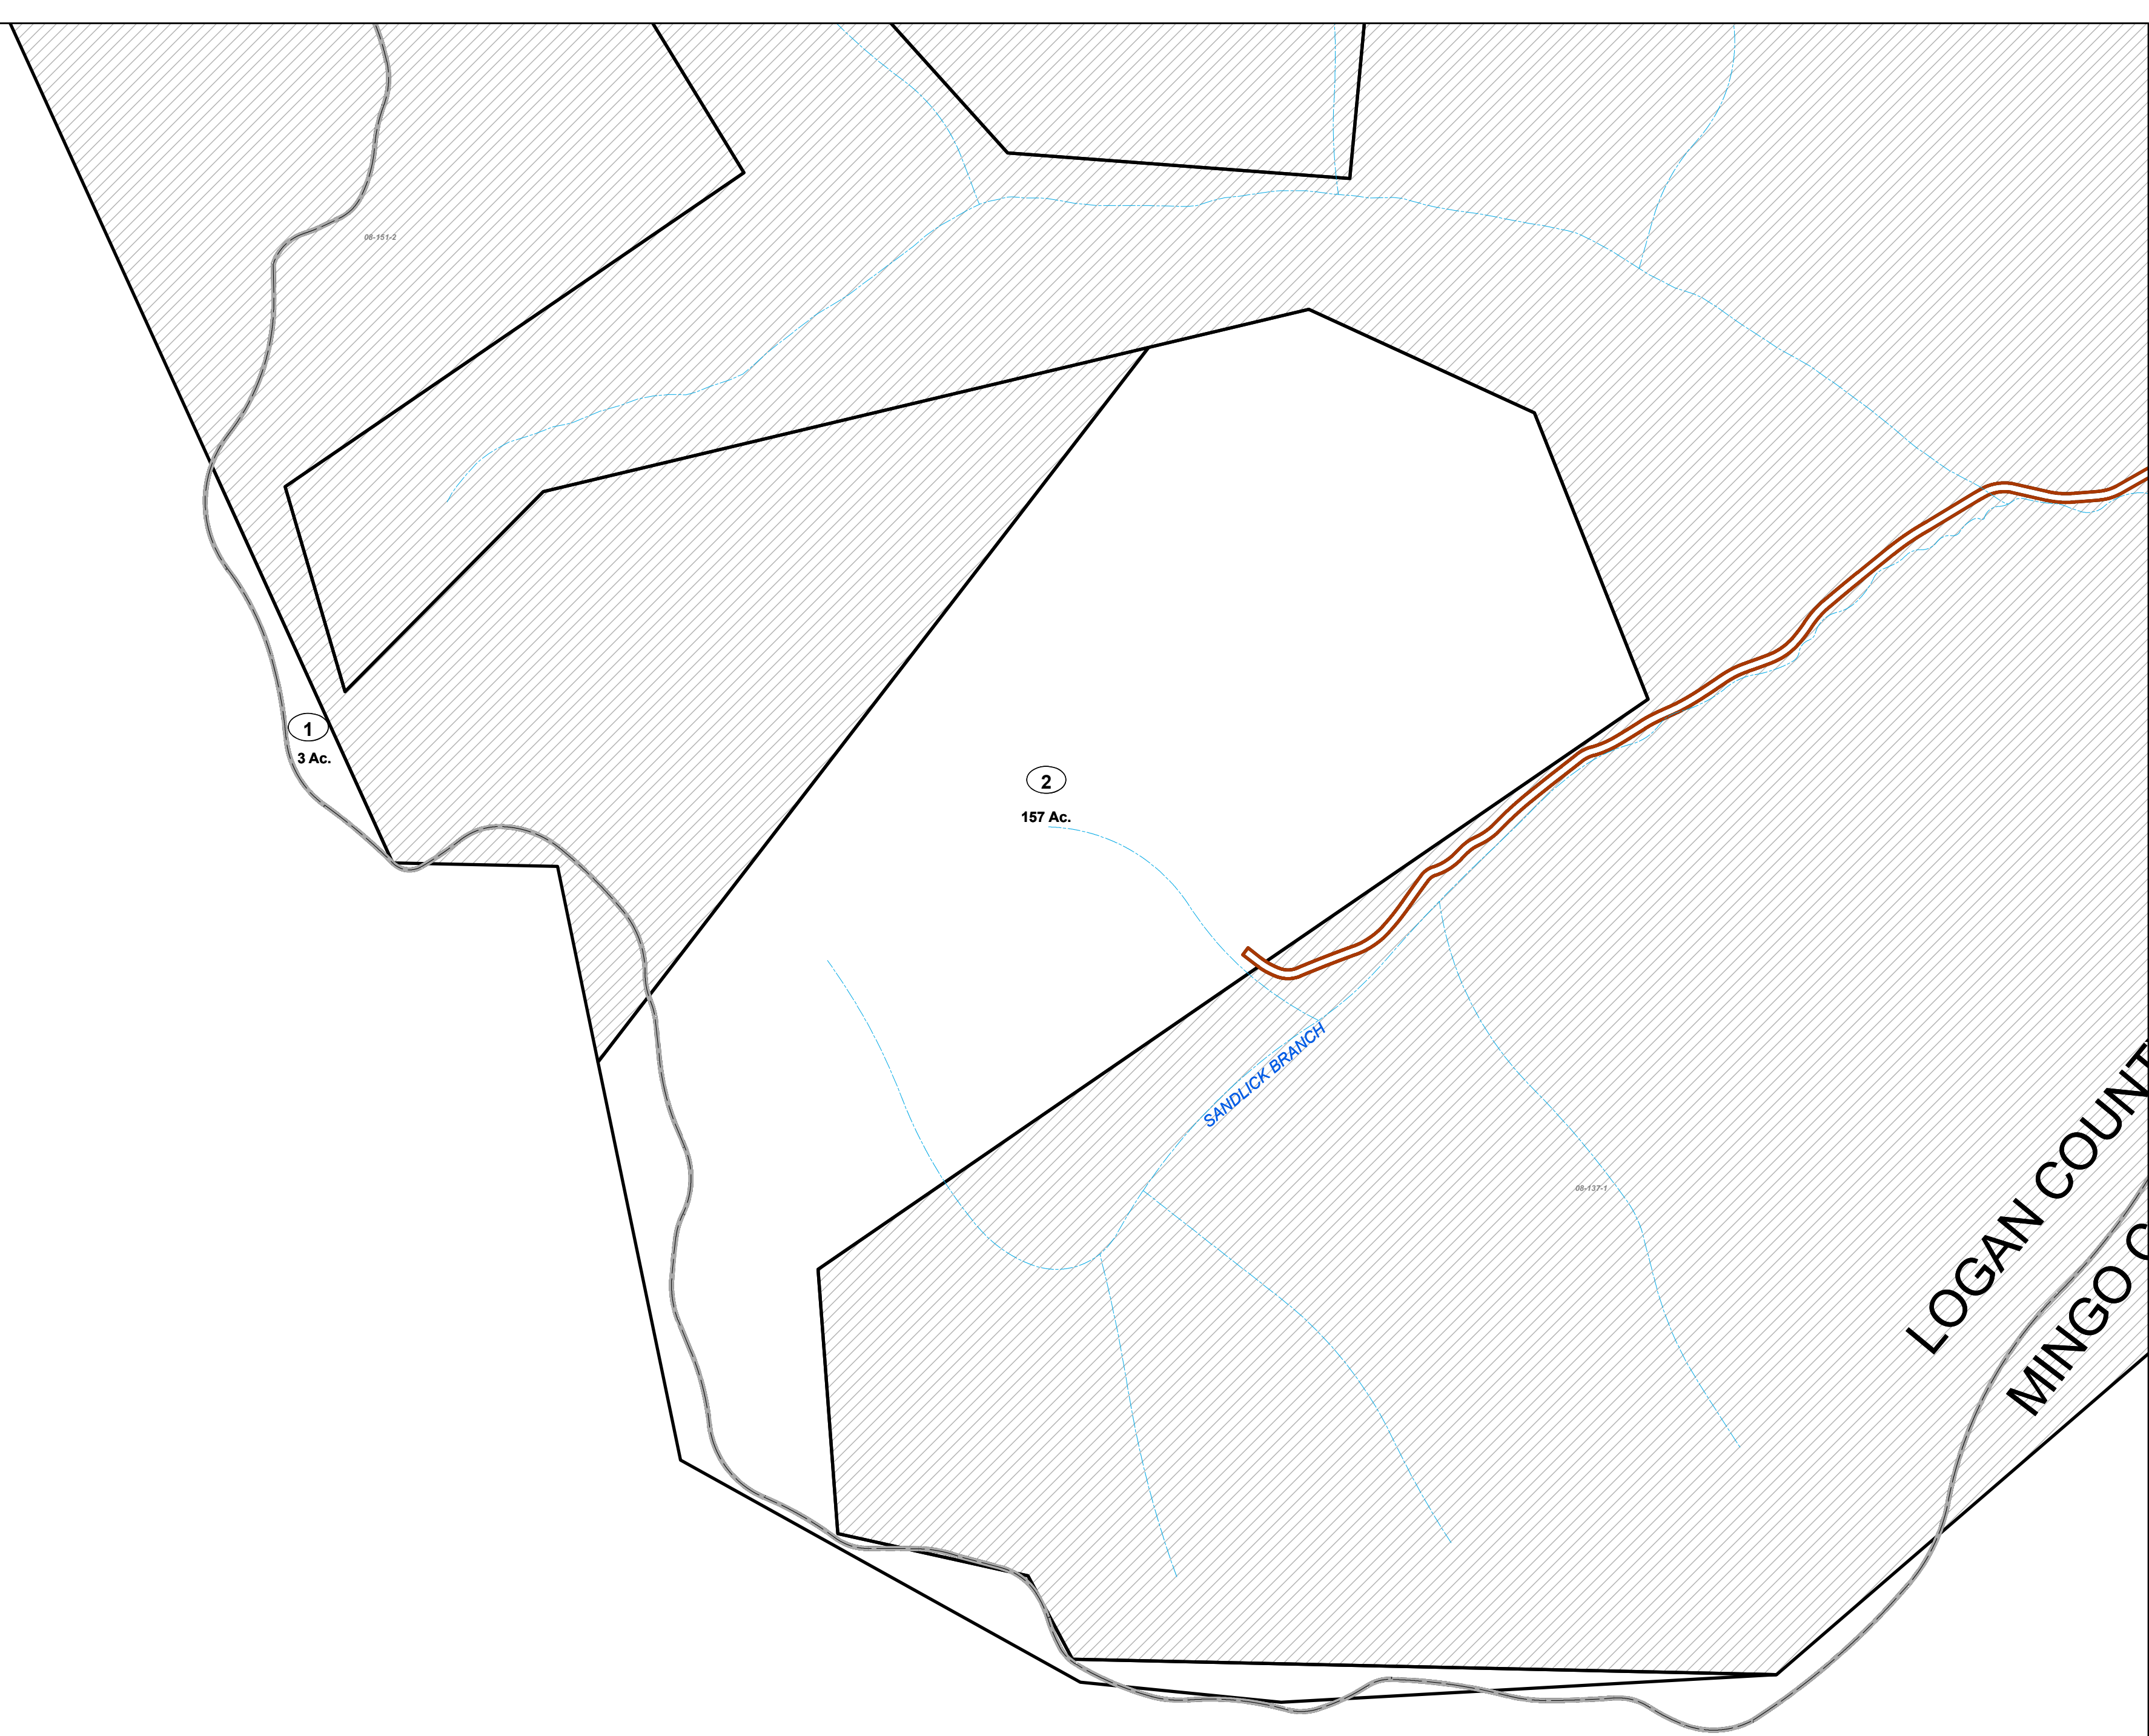 08-151-2
1
3 Ac.
2
157 Ac.
SANDLICK BRANCH
08-137-1
LOGAN COUNT
MINGO C